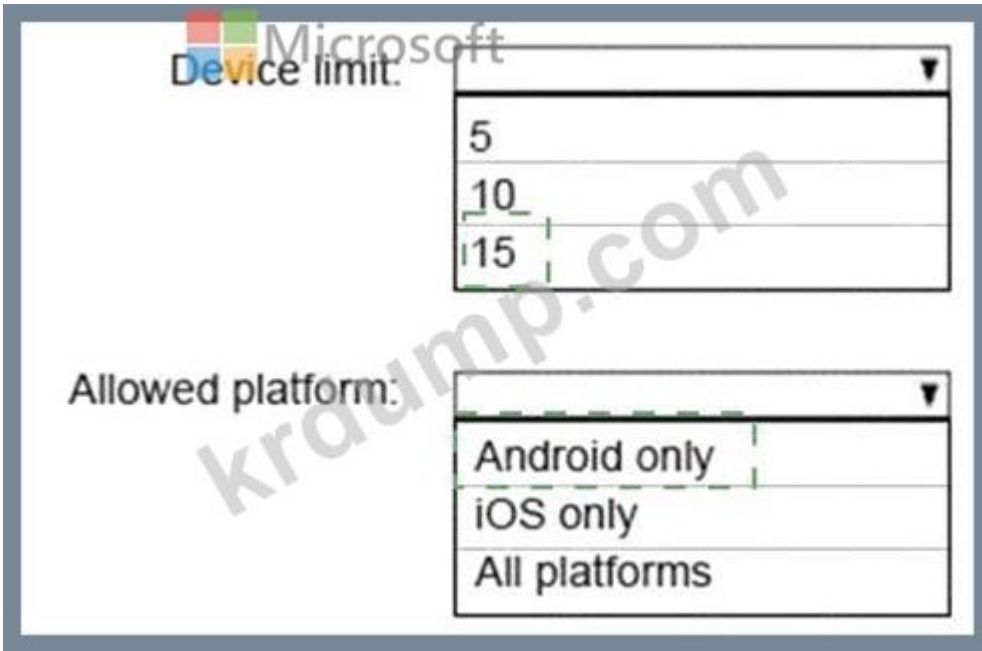 Microsoft
Device limit:
5
10
15
Allowed platform:
Android only
iOS only
All platforms
krdump.com